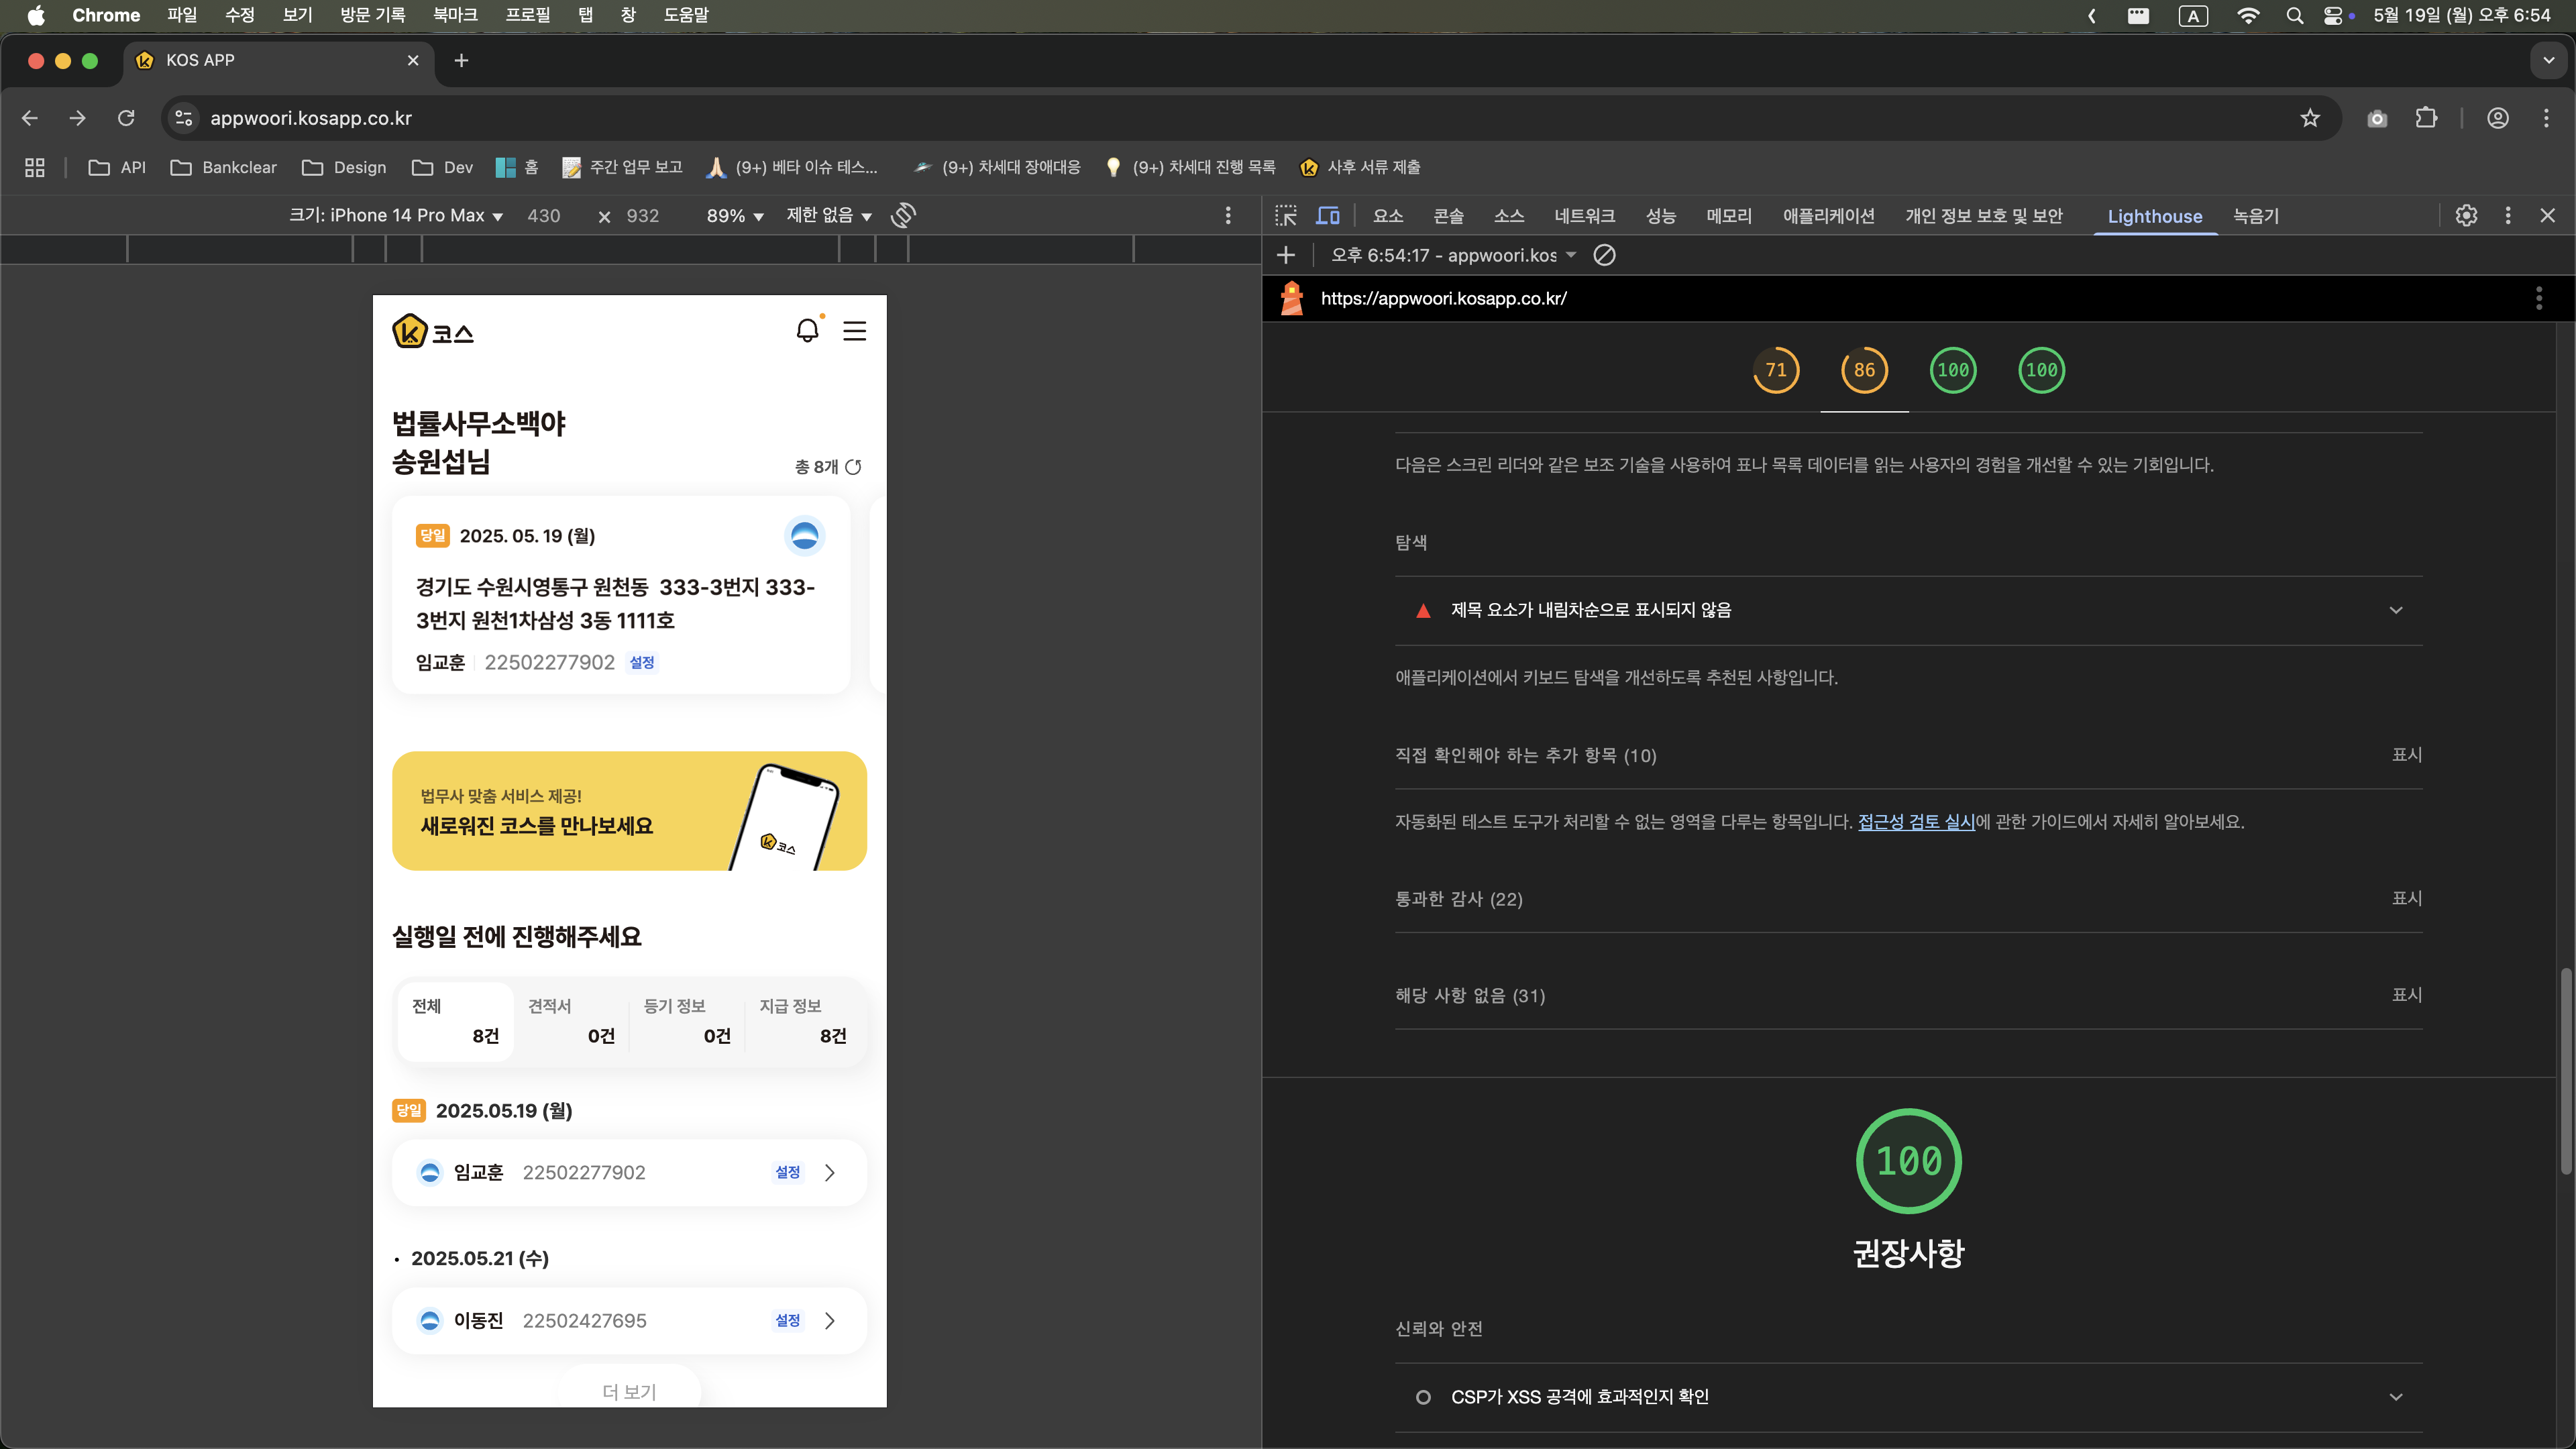 Chrome 파일 수정 보기 방문 기록 북마크 프로필 탭 창 도움말 A 5월 19일 (월) 오후 6:54
KOS APP
appwoori.kosapp.co.kr
API Bankclear Design Dev 홈 주간 업무 보고 (9+) 베타 이슈 테스... (9+) 차세대 장애대응 (9+) 차세대 진행 목록 사후 서류 제출
크기: iPhone 14 Pro Max 430 × 932 89% 제한 없음
요소 콘솔 소스 네트워크 성능 메모리 애플리케이션 개인 정보 보호 및 보안 Lighthouse 녹음기
오후 6:54:17 - appwoori.kos
https://appwoori.kosapp.co.kr/
코스
법률사무소백야
송원섭님
총 8개
당일 2025. 05. 19 (월)
경기도 수원시영통구 원천동 333-3번지 333-
3번지 원천1차삼성 3동 1111호
임교훈 22502277902 설정
법무사 맞춤 서비스 제공!
새로워진 코스를 만나보세요
코스
실행일 전에 진행해주세요
전체 견적서 등기 정보 지급 정보
8건 0건 0건 8건
당일 2025.05.19 (월)
임교훈 22502277902 설정
• 2025.05.21 (수)
이동진 22502427695 설정
더 보기
71 86 100 100
다음은 스크린 리더와 같은 보조 기술을 사용하여 표나 목록 데이터를 읽는 사용자의 경험을 개선할 수 있는 기회입니다.
탐색
제목 요소가 내림차순으로 표시되지 않음
애플리케이션에서 키보드 탐색을 개선하도록 추천된 사항입니다.
직접 확인해야 하는 추가 항목 (10) 표시
자동화된 테스트 도구가 처리할 수 없는 영역을 다루는 항목입니다. 접근성 검토 실시에 관한 가이드에서 자세히 알아보세요.
통과한 감사 (22) 표시
해당 사항 없음 (31) 표시
100
권장사항
신뢰와 안전
CSP가 XSS 공격에 효과적인지 확인